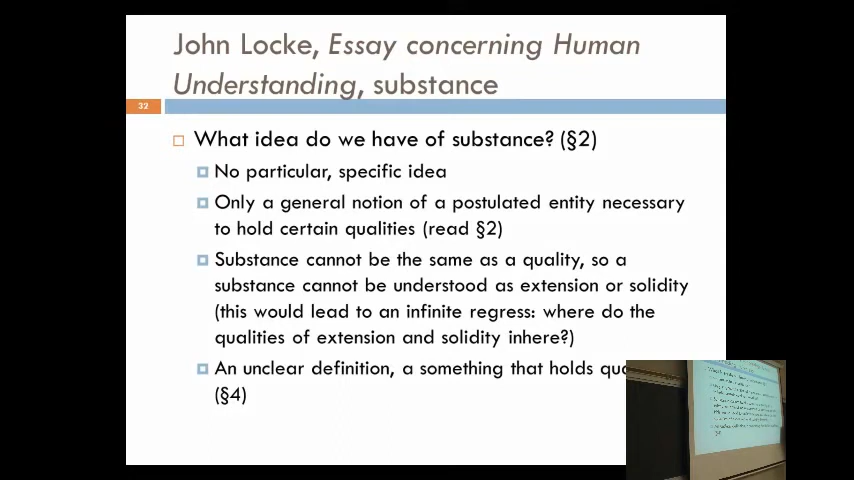 John Locke, Essay concerning Human
Understanding, substance
32
What idea do we have of substance? (§2)
No particular, specific idea
Only a general notion of a postulated entity necessary
to hold certain qualities (read §2)
Substance cannot be the same as a quality, so a
substance cannot be understood as extension or solidity
(this would lead to an infinite regress: where do the
qualities of extension and solidity inhere?)
An unclear definition, a something that holds
(§4)